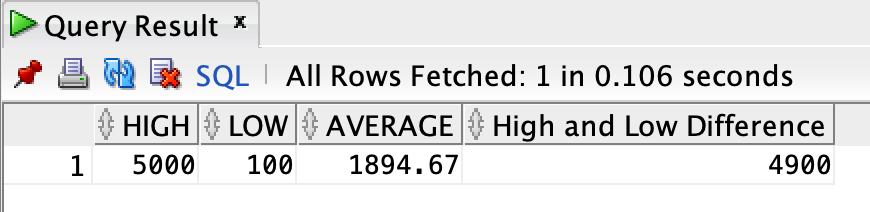 Query Result x
SQL | All Rows Fetched: 1 in 0.106 seconds
HIGH LOW AVERAGE High and Low Difference
1 5000 100 1894.67 4900